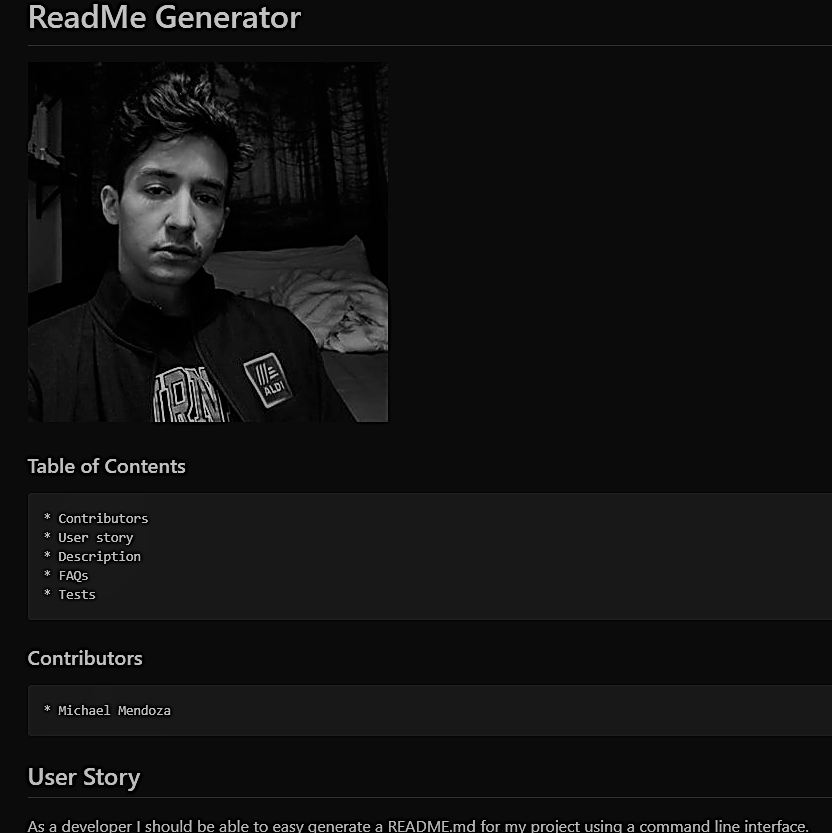 ReadMe Generator
ALDI
Table of Contents
* Contributors
* User story
* Description
* FAQs
* Tests
Contributors
* Michael Mendoza
User Story
As a developer I should be able to easy generate a README.md for my project using a command line interface.